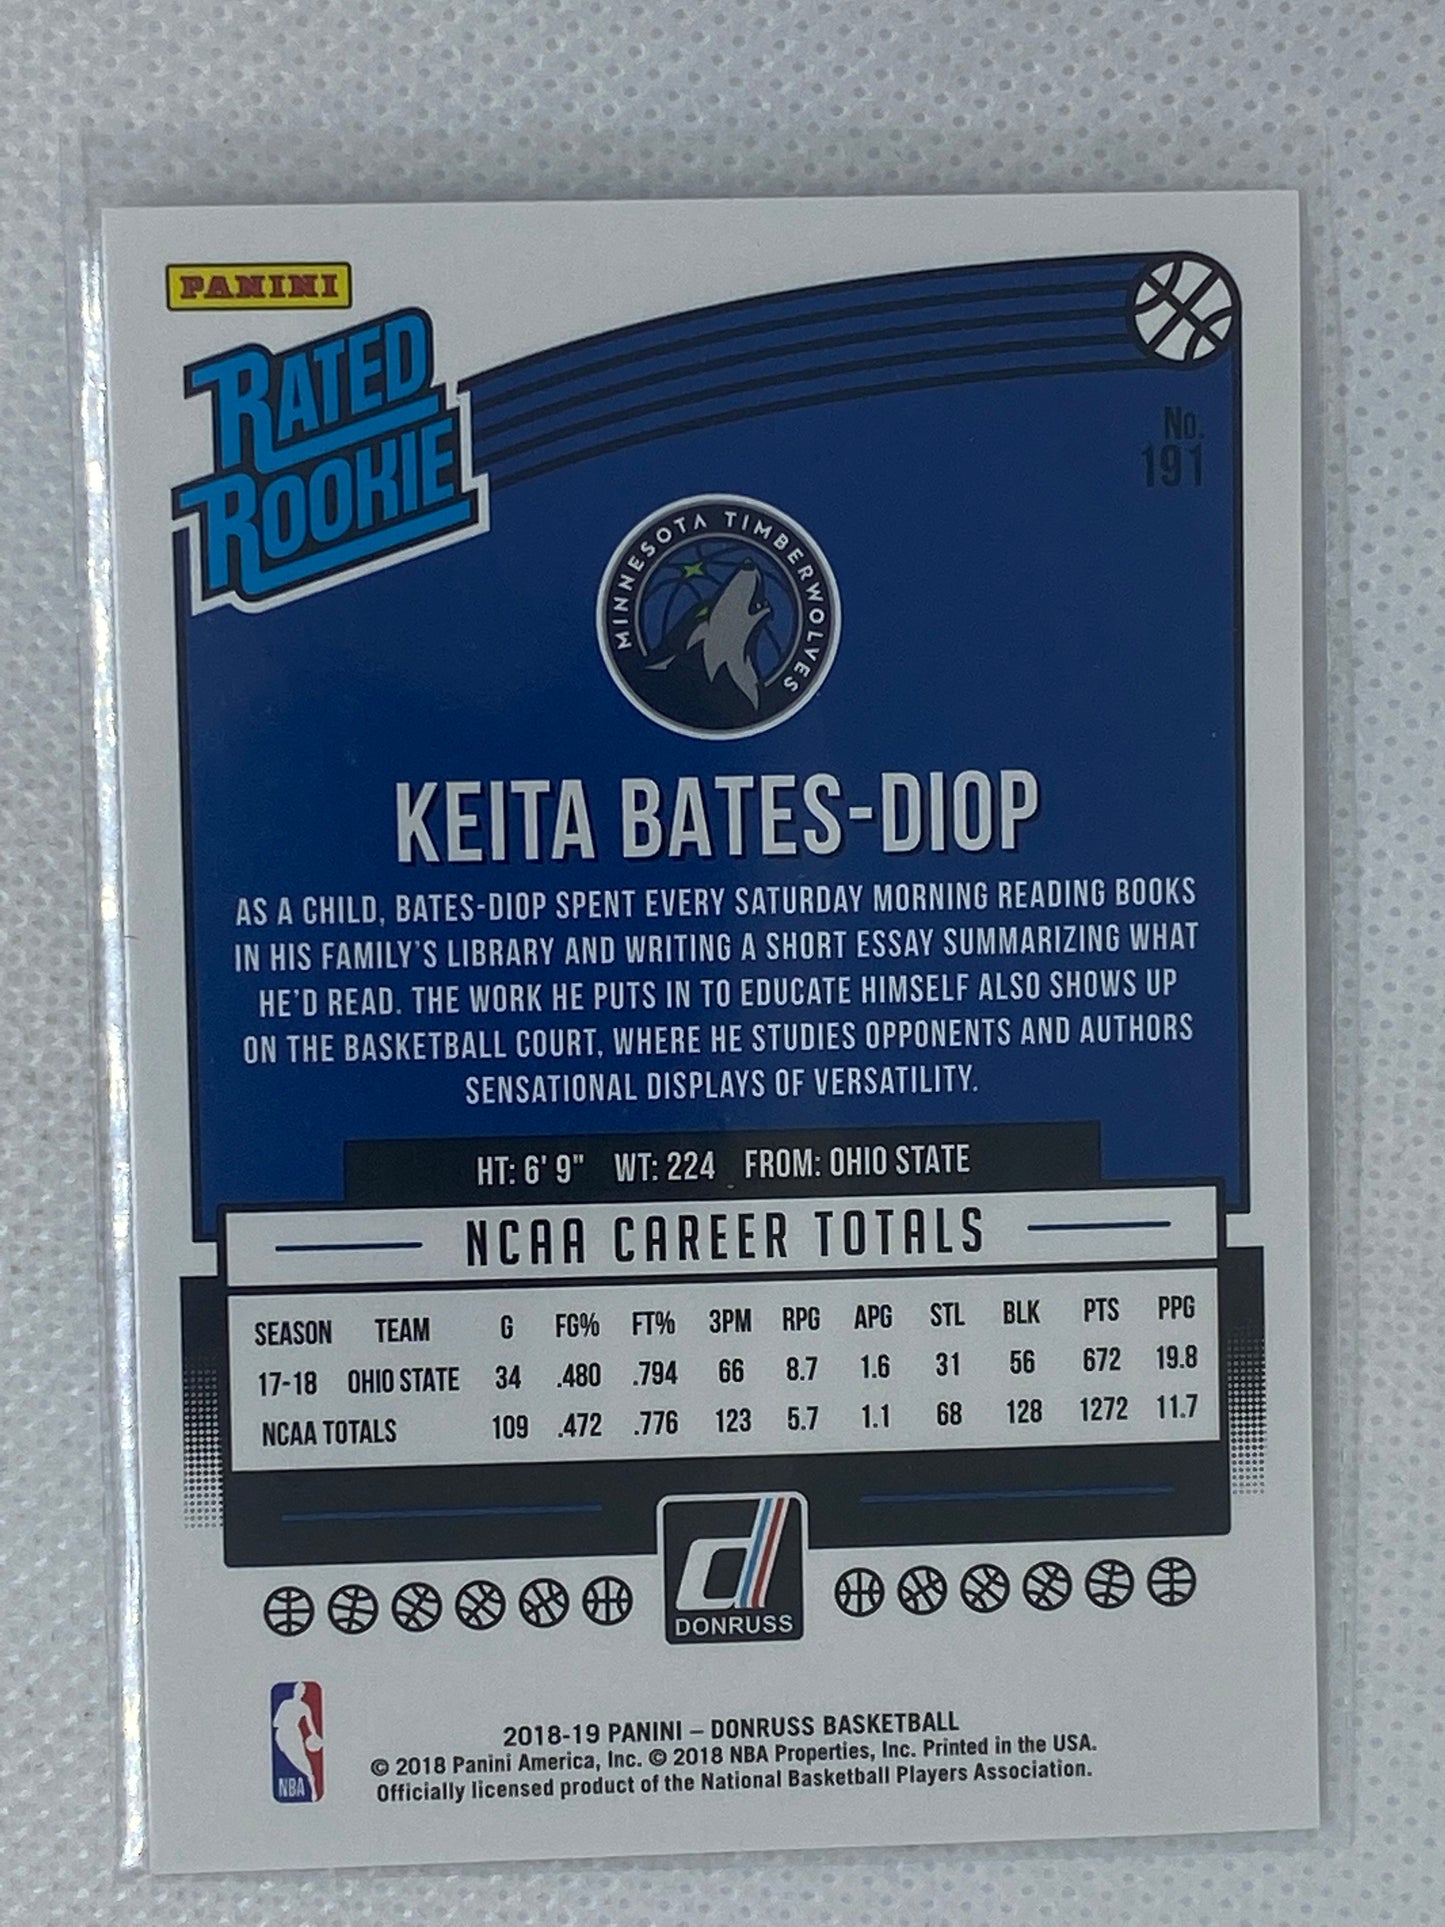 PANINI
RATED
ROOKIE
No.
191
MINNESOTA TIMBERWOLVES
KEITA BATES-DIOP
AS A CHILD, BATES-DIOP SPENT EVERY SATURDAY MORNING READING BOOKS
IN HIS FAMILY'S LIBRARY AND WRITING A SHORT ESSAY SUMMARIZING WHAT
HE'D READ. THE WORK HE PUTS IN TO EDUCATE HIMSELF ALSO SHOWS UP
ON THE BASKETBALL COURT, WHERE HE STUDIES OPPONENTS AND AUTHORS
SENSATIONAL DISPLAYS OF VERSATILITY.
HT: 6' 9" WT: 224 FROM: OHIO STATE
NCAA CAREER TOTALS
SEASON TEAM G FG% FT% 3PM RPG APG STL BLK PTS PPG
17-18 OHIO STATE 34 .480 .794 66 8.7 1.6 31 56 672 19.8
NCAA TOTALS 109 .472 .776 123 5.7 1.1 68 128 1272 11.7
d
DONRUSS
NBA
2018-19 PANINI – DONRUSS BASKETBALL
© 2018 Panini America, Inc. © 2018 NBA Properties, Inc. Printed in the USA.
Officially licensed product of the National Basketball Players Association.